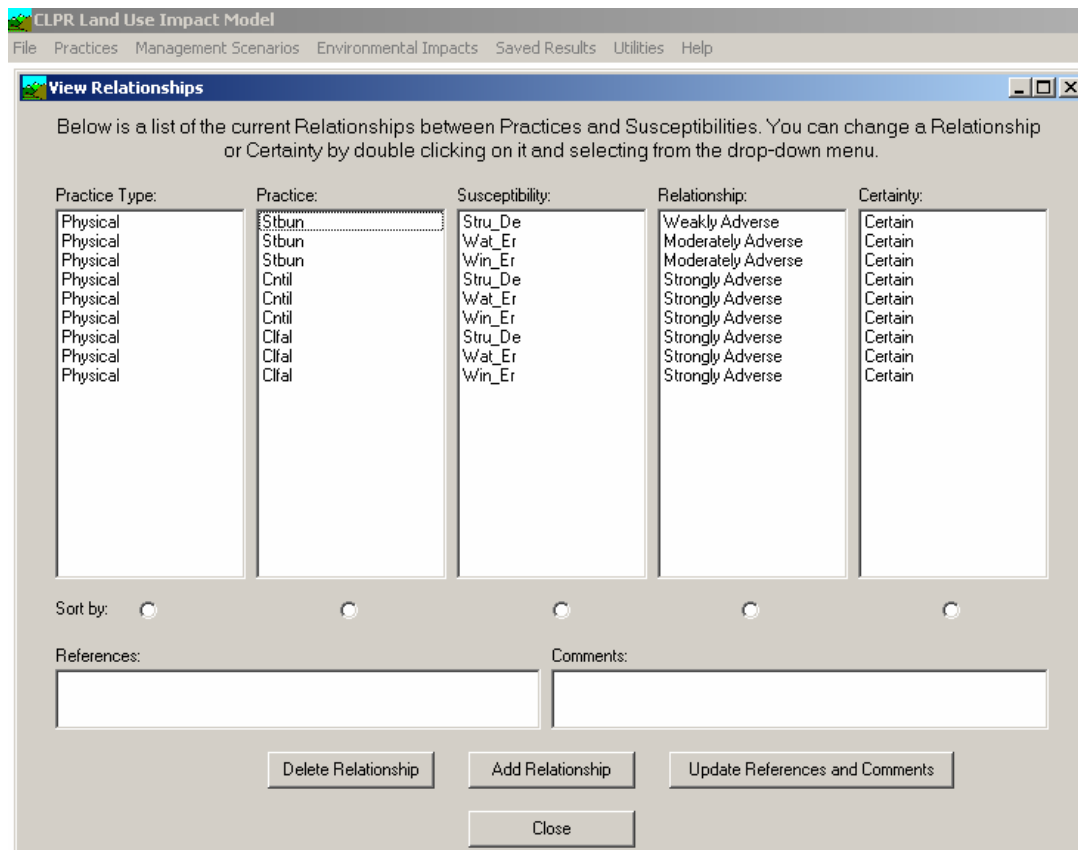 CLPR Land Use Impact Model
File Practices Management Scenarios Environmental Impacts Saved Results Utilities Help
View Relationships
Below is a list of the current Relationships between Practices and Susceptibilities. You can change a Relationship
or Certainty by double clicking on it and selecting from the drop-down menu.
Practice Type: Practice: Susceptibility: Relationship: Certainty:
Physical Stbun Stru_De Weakly Adverse Certain
Physical Stbun Wat_Er Moderately Adverse Certain
Physical Stbun Win_Er Moderately Adverse Certain
Physical Cntil Stru_De Strongly Adverse Certain
Physical Cntil Wat_Er Strongly Adverse Certain
Physical Cntil Win_Er Strongly Adverse Certain
Physical Clfal Stru_De Strongly Adverse Certain
Physical Clfal Wat_Er Strongly Adverse Certain
Physical Clfal Win_Er Strongly Adverse Certain
Sort by:
References: Comments:
Delete Relationship Add Relationship Update References and Comments
Close